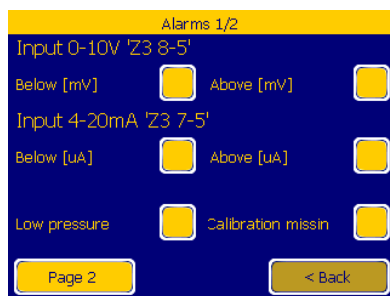 Alarms 1/2
Input 0-10V 'Z3 8-5'
Below [mV] Above [mV]
Input 4-20mA 'Z3 7-5'
Below [uA] Above [uA]
Low pressure Calibration missin
Page 2 < Back